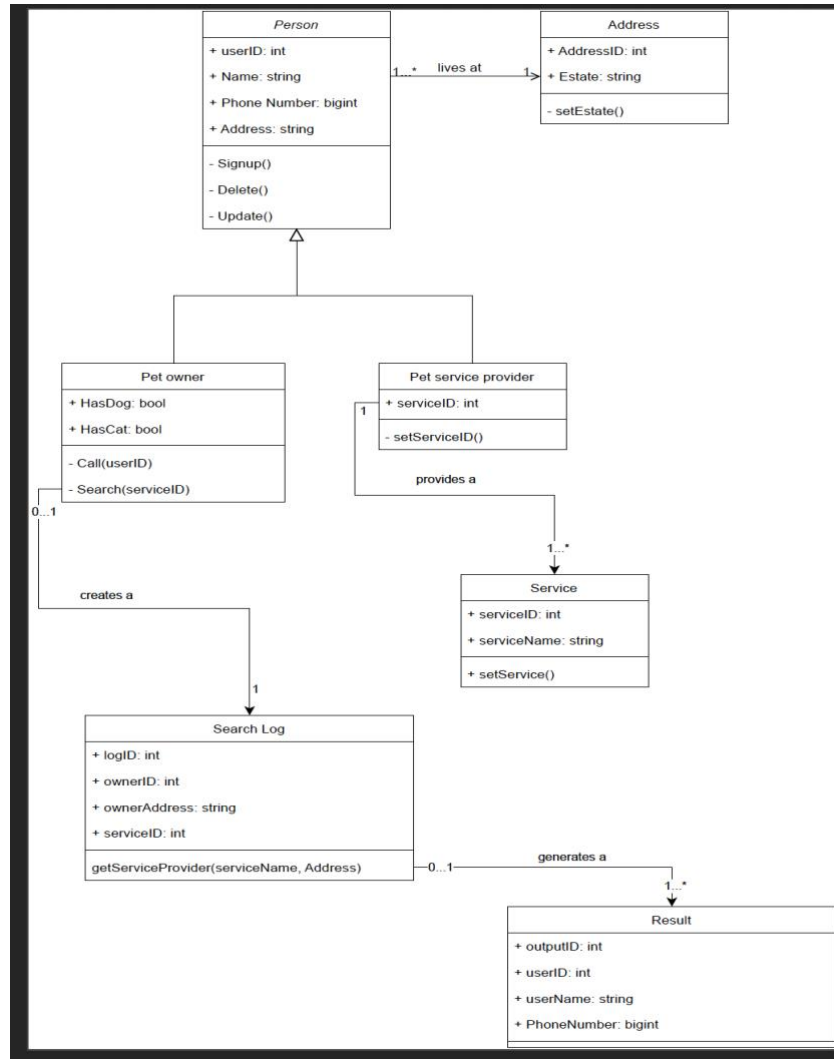 Person
+ userID: int
+ Name: string
+ Phone Number: bigint
+ Address: string
- Signup()
- Delete()
- Update()
1...*
lives at
1
Address
+ AddressID: int
+ Estate: string
- setEstate()
Pet owner
+ HasDog: bool
+ HasCat: bool
- Call(userID)
- Search(serviceID)
Pet service provider
+ serviceID: int
- setServiceID()
1
provides a
1...*
Service
+ serviceID: int
+ serviceName: string
+ setService()
0...1
creates a
1
Search Log
+ logID: int
+ ownerID: int
+ ownerAddress: string
+ serviceID: int
getServiceProvider(serviceName, Address)
0...1
generates a
1...*
Result
+ outputID: int
+ userID: int
+ userName: string
+ PhoneNumber: bigint